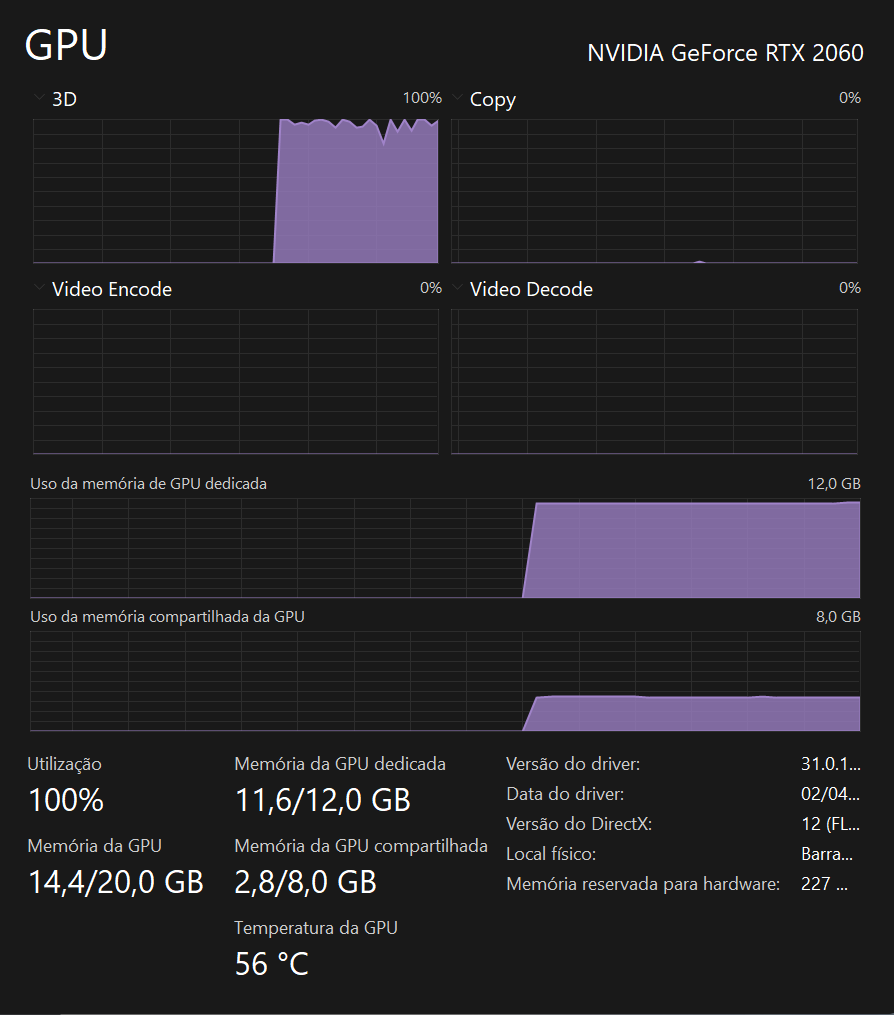 GPU
NVIDIA GeForce RTX 2060
3D 100%
Copy 0%
Video Encode 0%
Video Decode 0%
Uso da memória de GPU dedicada 12,0 GB
Uso da memória compartilhada da GPU 8,0 GB
Utilização
100%
Memória da GPU
14,4/20,0 GB
Memória da GPU dedicada
11,6/12,0 GB
Memória da GPU compartilhada
2,8/8,0 GB
Temperatura da GPU
56 °C
Versão do driver: 31.0.1...
Data do driver: 02/04...
Versão do DirectX: 12 (FL...
Local físico: Barra...
Memória reservada para hardware: 227 ...